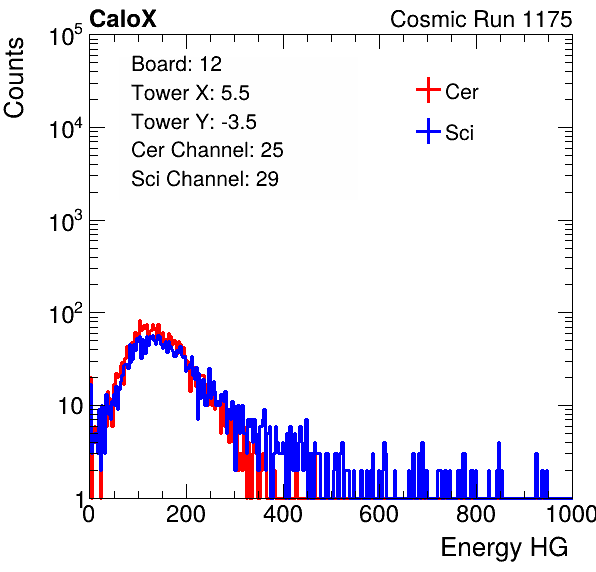 CaloX Cosmic Run 1175
Counts
10^5
10^4
10^3
10^2
10
1
Board: 12
Tower X: 5.5
Tower Y: -3.5
Cer Channel: 25
Sci Channel: 29
Cer
Sci
0 200 400 600 800 1000
Energy HG